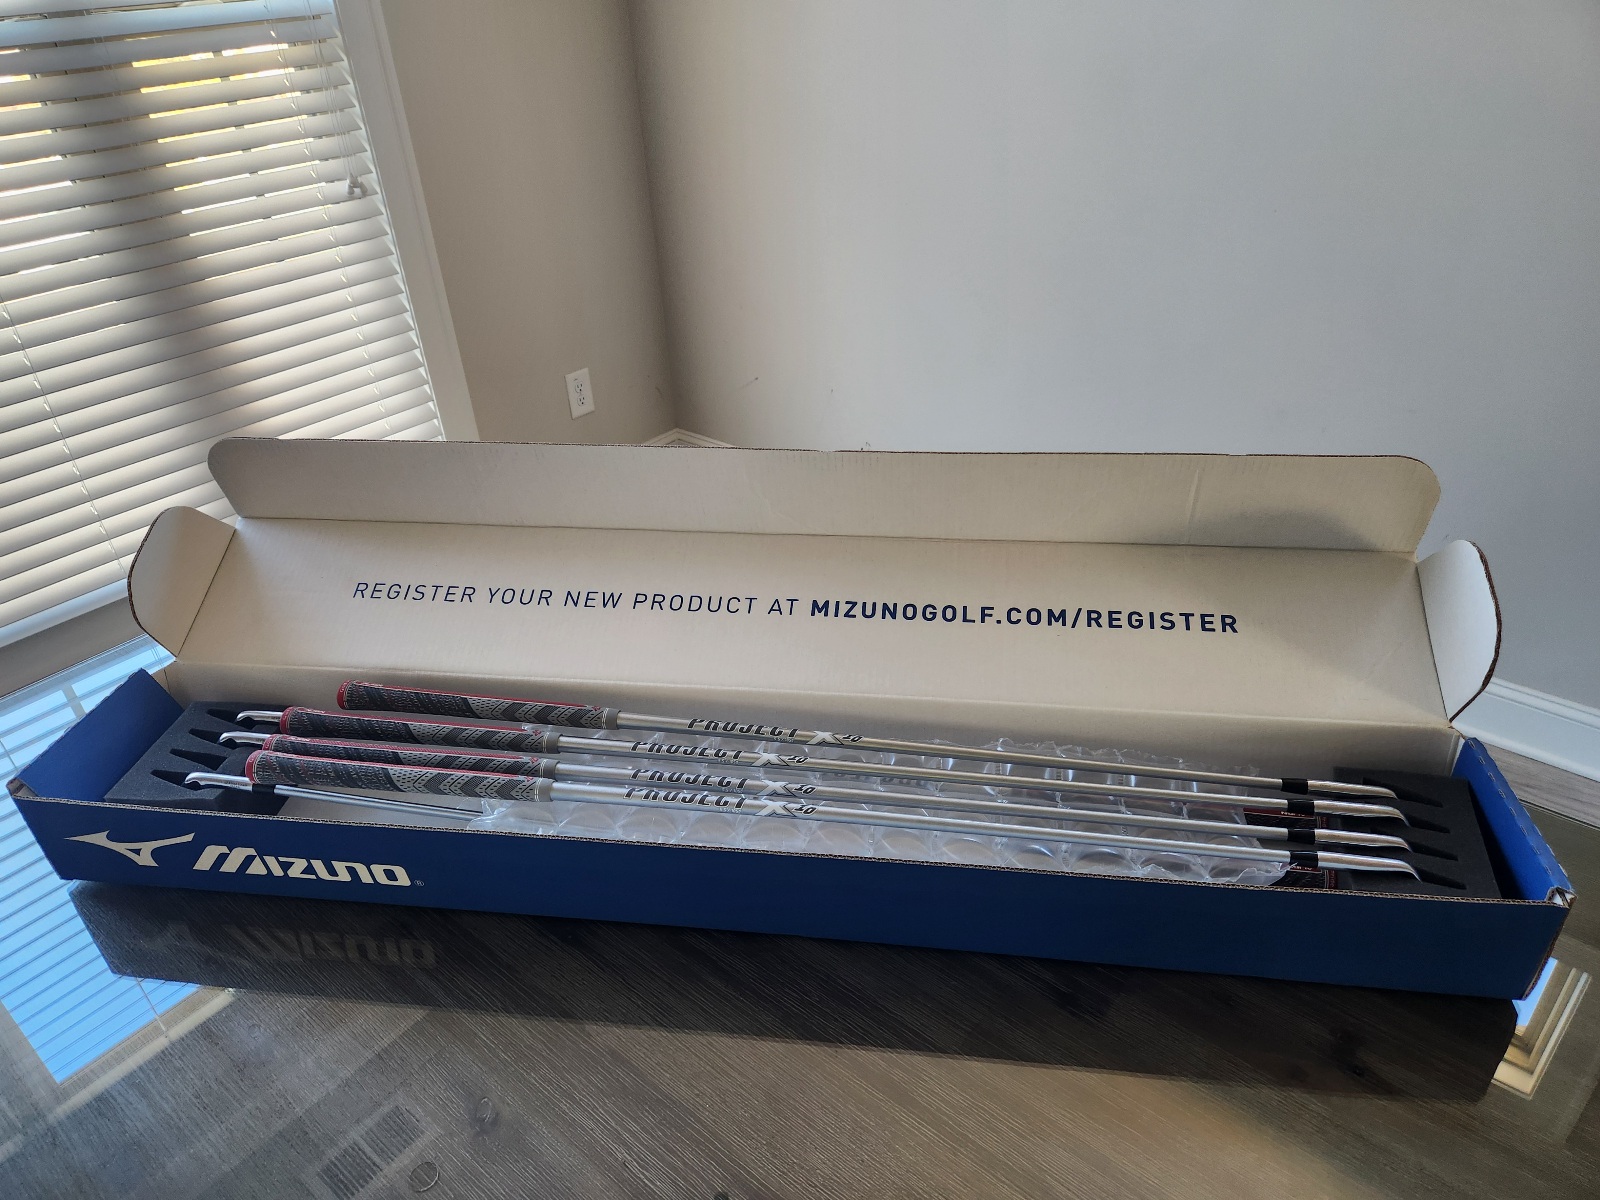 REGISTER YOUR NEW PRODUCT AT MIZUNOGOLF.COM/REGISTER
PROJECT X
PROJECT X
PROJECT X
PROJECT X
MIZUNO®